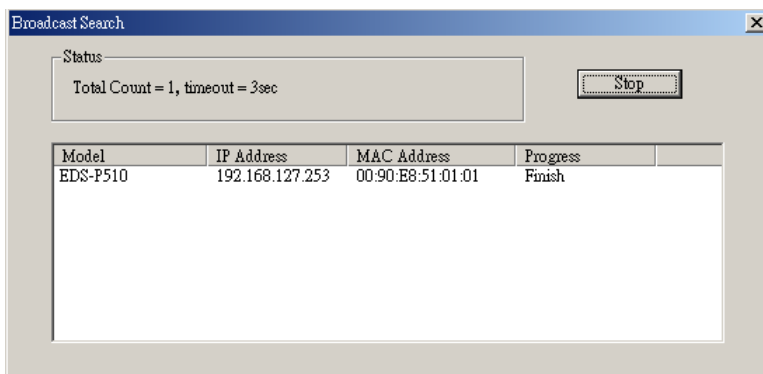 Broadcast Search
Status
Total Count = 1, timeout = 3sec
Stop
Model IP Address MAC Address Progress
EDS-P510 192.168.127.253 00:90:E8:51:01:01 Finish